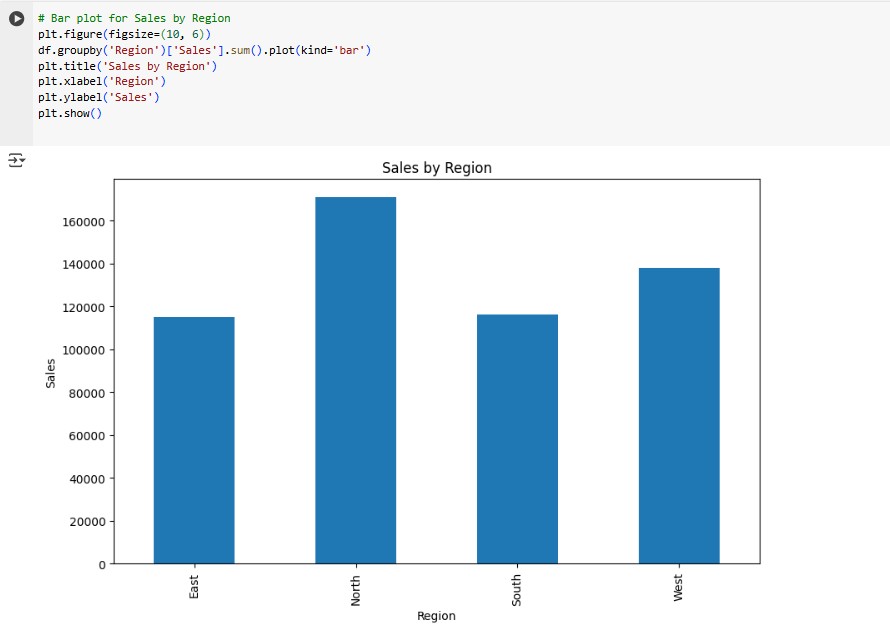 # Bar plot for Sales by Region
plt.figure(figsize=(10, 6))
df.groupby('Region')['Sales'].sum().plot(kind='bar')
plt.title('Sales by Region')
plt.xlabel('Region')
plt.ylabel('Sales')
plt.show()
Sales by Region
160000
140000
120000
100000
80000
60000
40000
20000
0
Sales
East
North
South
West
Region